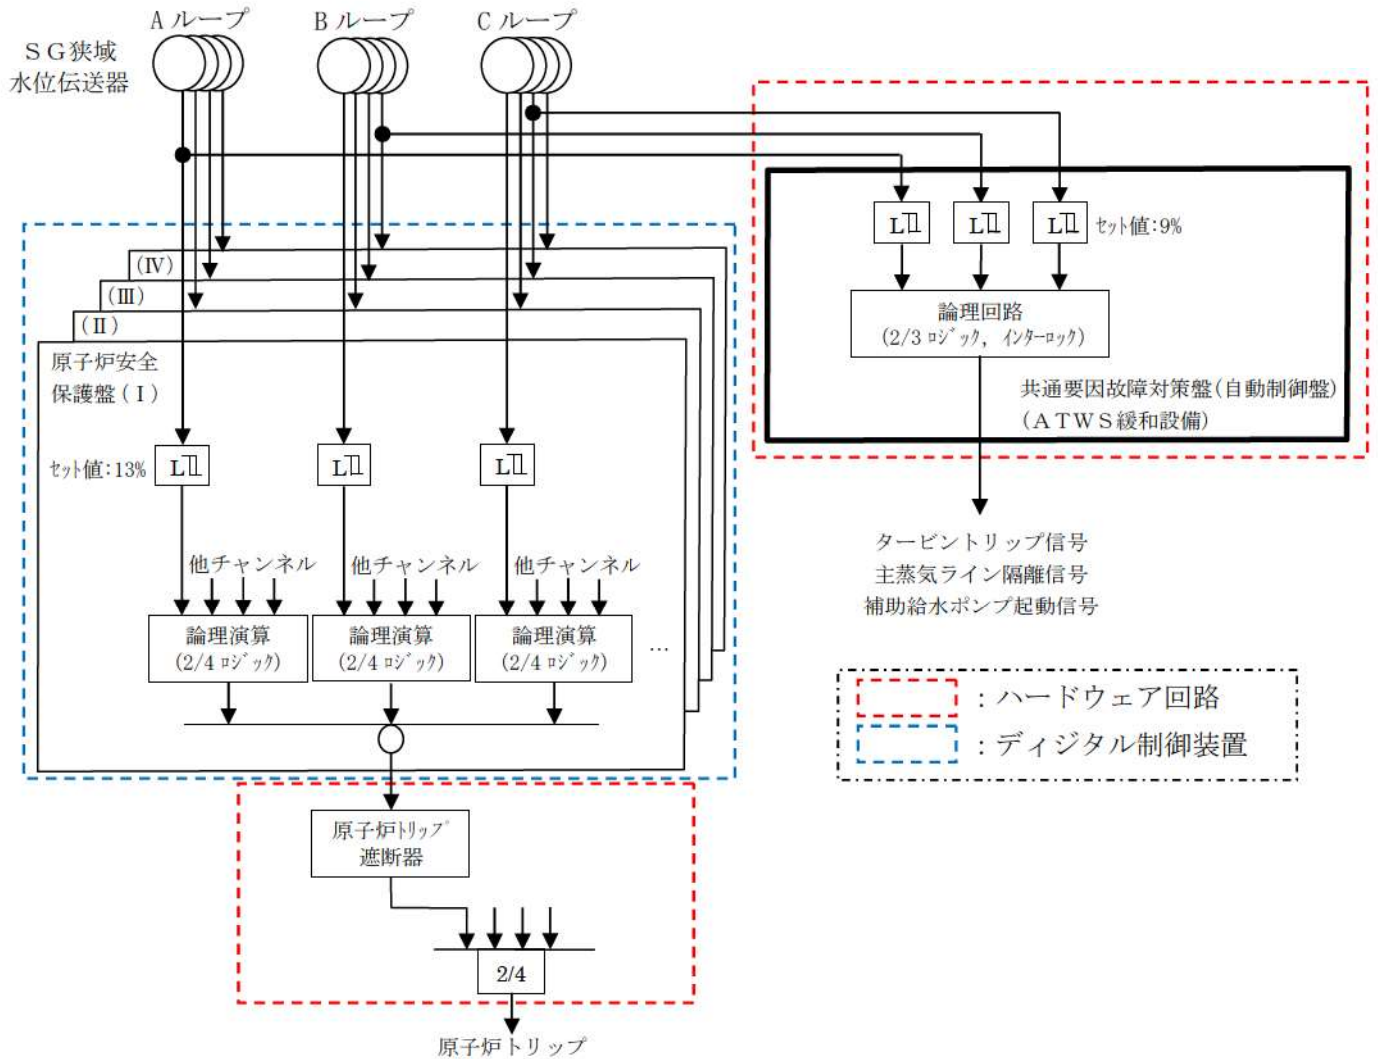 A ループ
B ループ
C ループ
ＳＧ狭域
水位伝送器
L
L
L
ｾｯﾄ値:9%
論理回路
(2/3 ﾛｼﾞｯｸ, ｲﾝﾀｰﾛｯｸ)
共通要因故障対策盤(自動制御盤)
(ＡＴＷＳ緩和設備)
タービントリップ信号
主蒸気ライン隔離信号
補助給水ポンプ起動信号
(Ⅳ)
(Ⅲ)
(Ⅱ)
原子炉安全
保護盤(Ⅰ)
ｾｯﾄ値:13%
L
L
L
他チャンネル
他チャンネル
他チャンネル
論理演算
(2/4 ﾛｼﾞｯｸ)
論理演算
(2/4 ﾛｼﾞｯｸ)
論理演算
(2/4 ﾛｼﾞｯｸ)
…
：ハードウェア回路
：ディジタル制御装置
原子炉ﾄﾘｯﾌﾟ
遮断器
2/4
原子炉トリップ